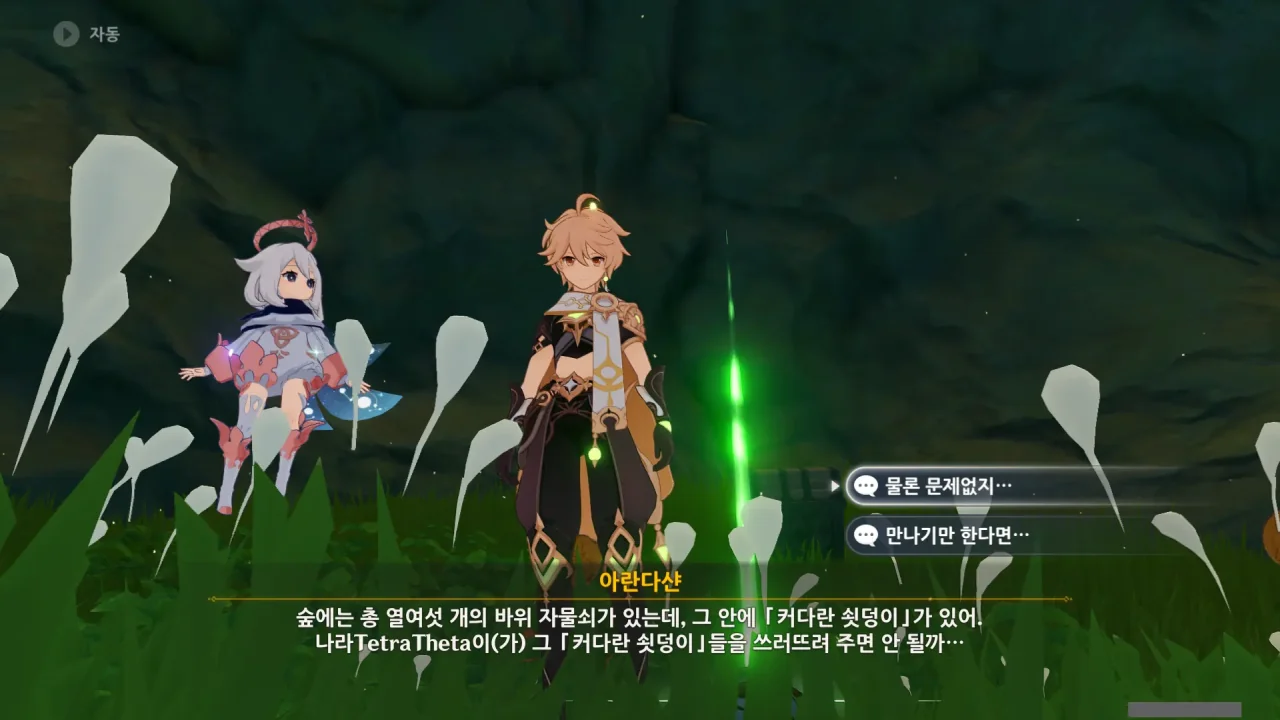 자동
물론 문제없지…
만나기만 한다면…
아란다샨
숲에는 총 열여섯 개의 바위 자물쇠가 있는데, 그 안에 「커다란 쇳덩이」가 있어.
나라TetraTheta이(가) 그 「커다란 쇳덩이」들을 쓰러뜨려 주면 안 될까…